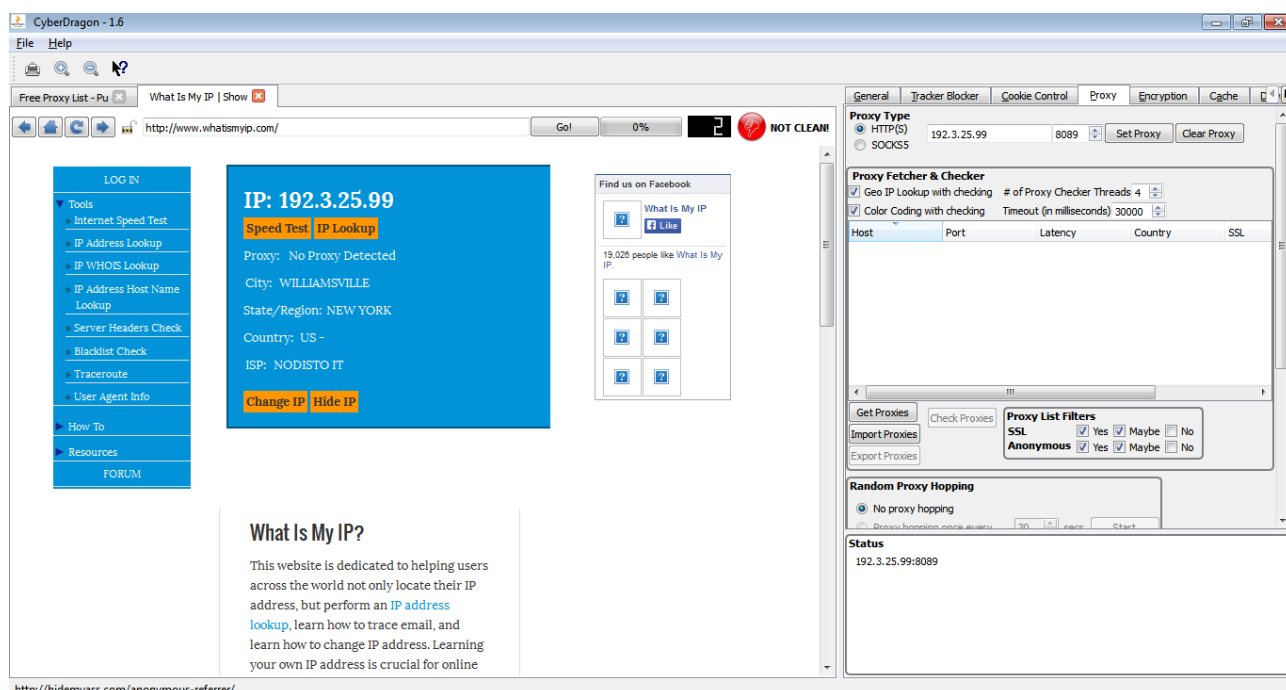 CyberDragon - 1.6
File Help
Free Proxy List - Pu
What Is My IP | Show
http://www.whatismyip.com/
Go!
0%
2
NOT CLEAN!
LOG IN
Tools
Internet Speed Test
IP Address Lookup
IP WHOIS Lookup
IP Address Host Name
Lookup
Server Headers Check
Blacklist Check
Traceroute
User Agent Info
How To
Resources
FORUM
IP: 192.3.25.99
Speed Test IP Lookup
Proxy: No Proxy Detected
City: WILLIAMSVILLE
State/Region: NEW YORK
Country: US -
ISP: NODISTO IT
Change IP Hide IP
Find us on Facebook
What Is My IP
Like
19,026 people like What Is My
IP.
What Is My IP?
This website is dedicated to helping users
across the world not only locate their IP
address, but perform an IP address
lookup, learn how to trace email, and
learn how to change IP address. Learning
your own IP address is crucial for online
http://hidemyass.com/anonymous-referrer/
General Tracker Blocker Cookie Control Proxy Encryption Cache
Proxy Type
HTTP(S)
SOCKS5
192.3.25.99
8089
Set Proxy Clear Proxy
Proxy Fetcher & Checker
Geo IP Lookup with checking # of Proxy Checker Threads 4
Color Coding with checking Timeout (in milliseconds) 30000
Host Port Latency Country SSL
Get Proxies
Import Proxies
Export Proxies
Check Proxies
Proxy List Filters
SSL Yes Maybe No
Anonymous Yes Maybe No
Random Proxy Hopping
No proxy hopping
Proxy hopping once every 30 secs Start
Status
192.3.25.99:8089